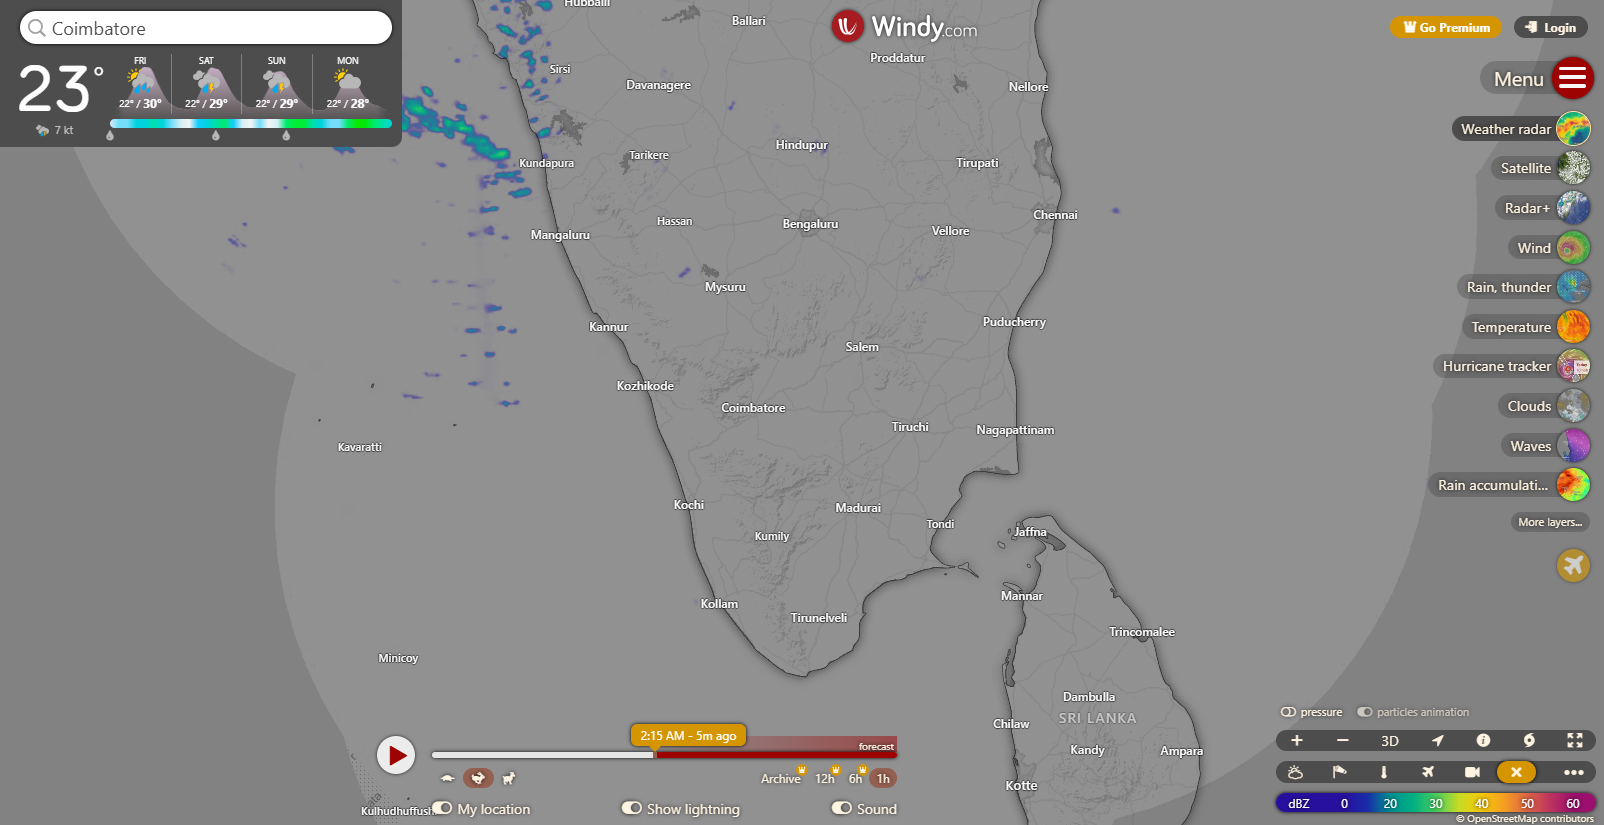 Coimbatore
23°
7 kt
FRI
22° / 30°
SAT
22° / 29°
SUN
22° / 29°
MON
22° / 28°
Windy.com
Go Premium
Login
Menu
Weather radar
Satellite
Radar+
Wind
Rain, thunder
Temperature
Hurricane tracker
Clouds
Waves
Rain accumulati...
More layers...
Hubballi
Ballari
Proddatur
Sirsi
Davanagere
Nellore
Kundapura
Tarikere
Hindupur
Tirupati
Chennai
Hassan
Bengaluru
Vellore
Mangaluru
Mysuru
Kannur
Puducherry
Salem
Kozhikode
Coimbatore
Tiruchi
Nagapattinam
Kavaratti
Kochi
Madurai
Tondi
Jaffna
Kumily
Mannar
Kollam
Tirunelveli
Trincomalee
Minicoy
Dambulla
Chilaw
SRI LANKA
Kandy
Ampara
Kotte
Kulhudhuffushi
2:15 AM - 5m ago
forecast
Archive
12h
6h
1h
My location
Show lightning
Sound
pressure
particles animation
3D
dBZ 0 20 30 40 50 60
© OpenStreetMap contributors